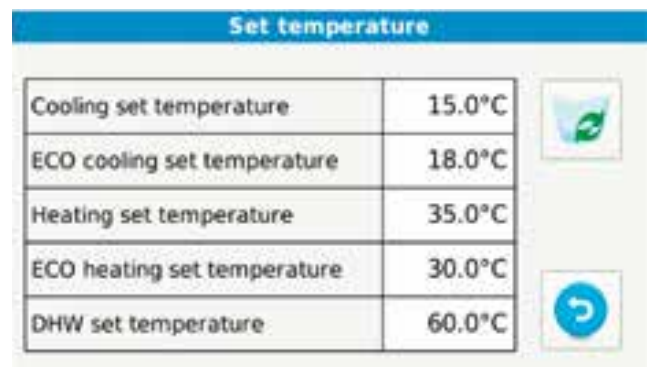 Set temperature
Cooling set temperature 15.0°C
ECO cooling set temperature 18.0°C
Heating set temperature 35.0°C
ECO heating set temperature 30.0°C
DHW set temperature 60.0°C